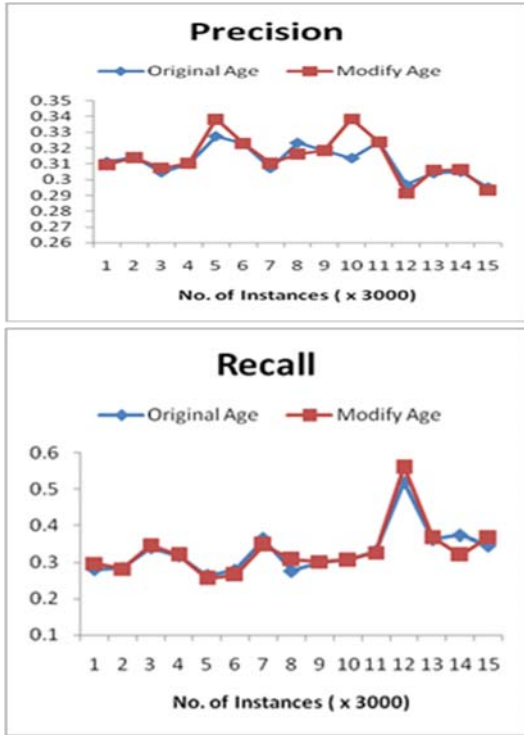 Precision
Original Age Modify Age
0.35
0.34
0.33
0.32
0.31
0.3
0.29
0.28
0.27
0.26
1 2 3 4 5 6 7 8 9 10 11 12 13 14 15
No. of Instances ( x 3000)
Recall
Original Age Modify Age
0.6
0.5
0.4
0.3
0.2
0.1
1 2 3 4 5 6 7 8 9 10 11 12 13 14 15
No. of Instances ( x 3000)